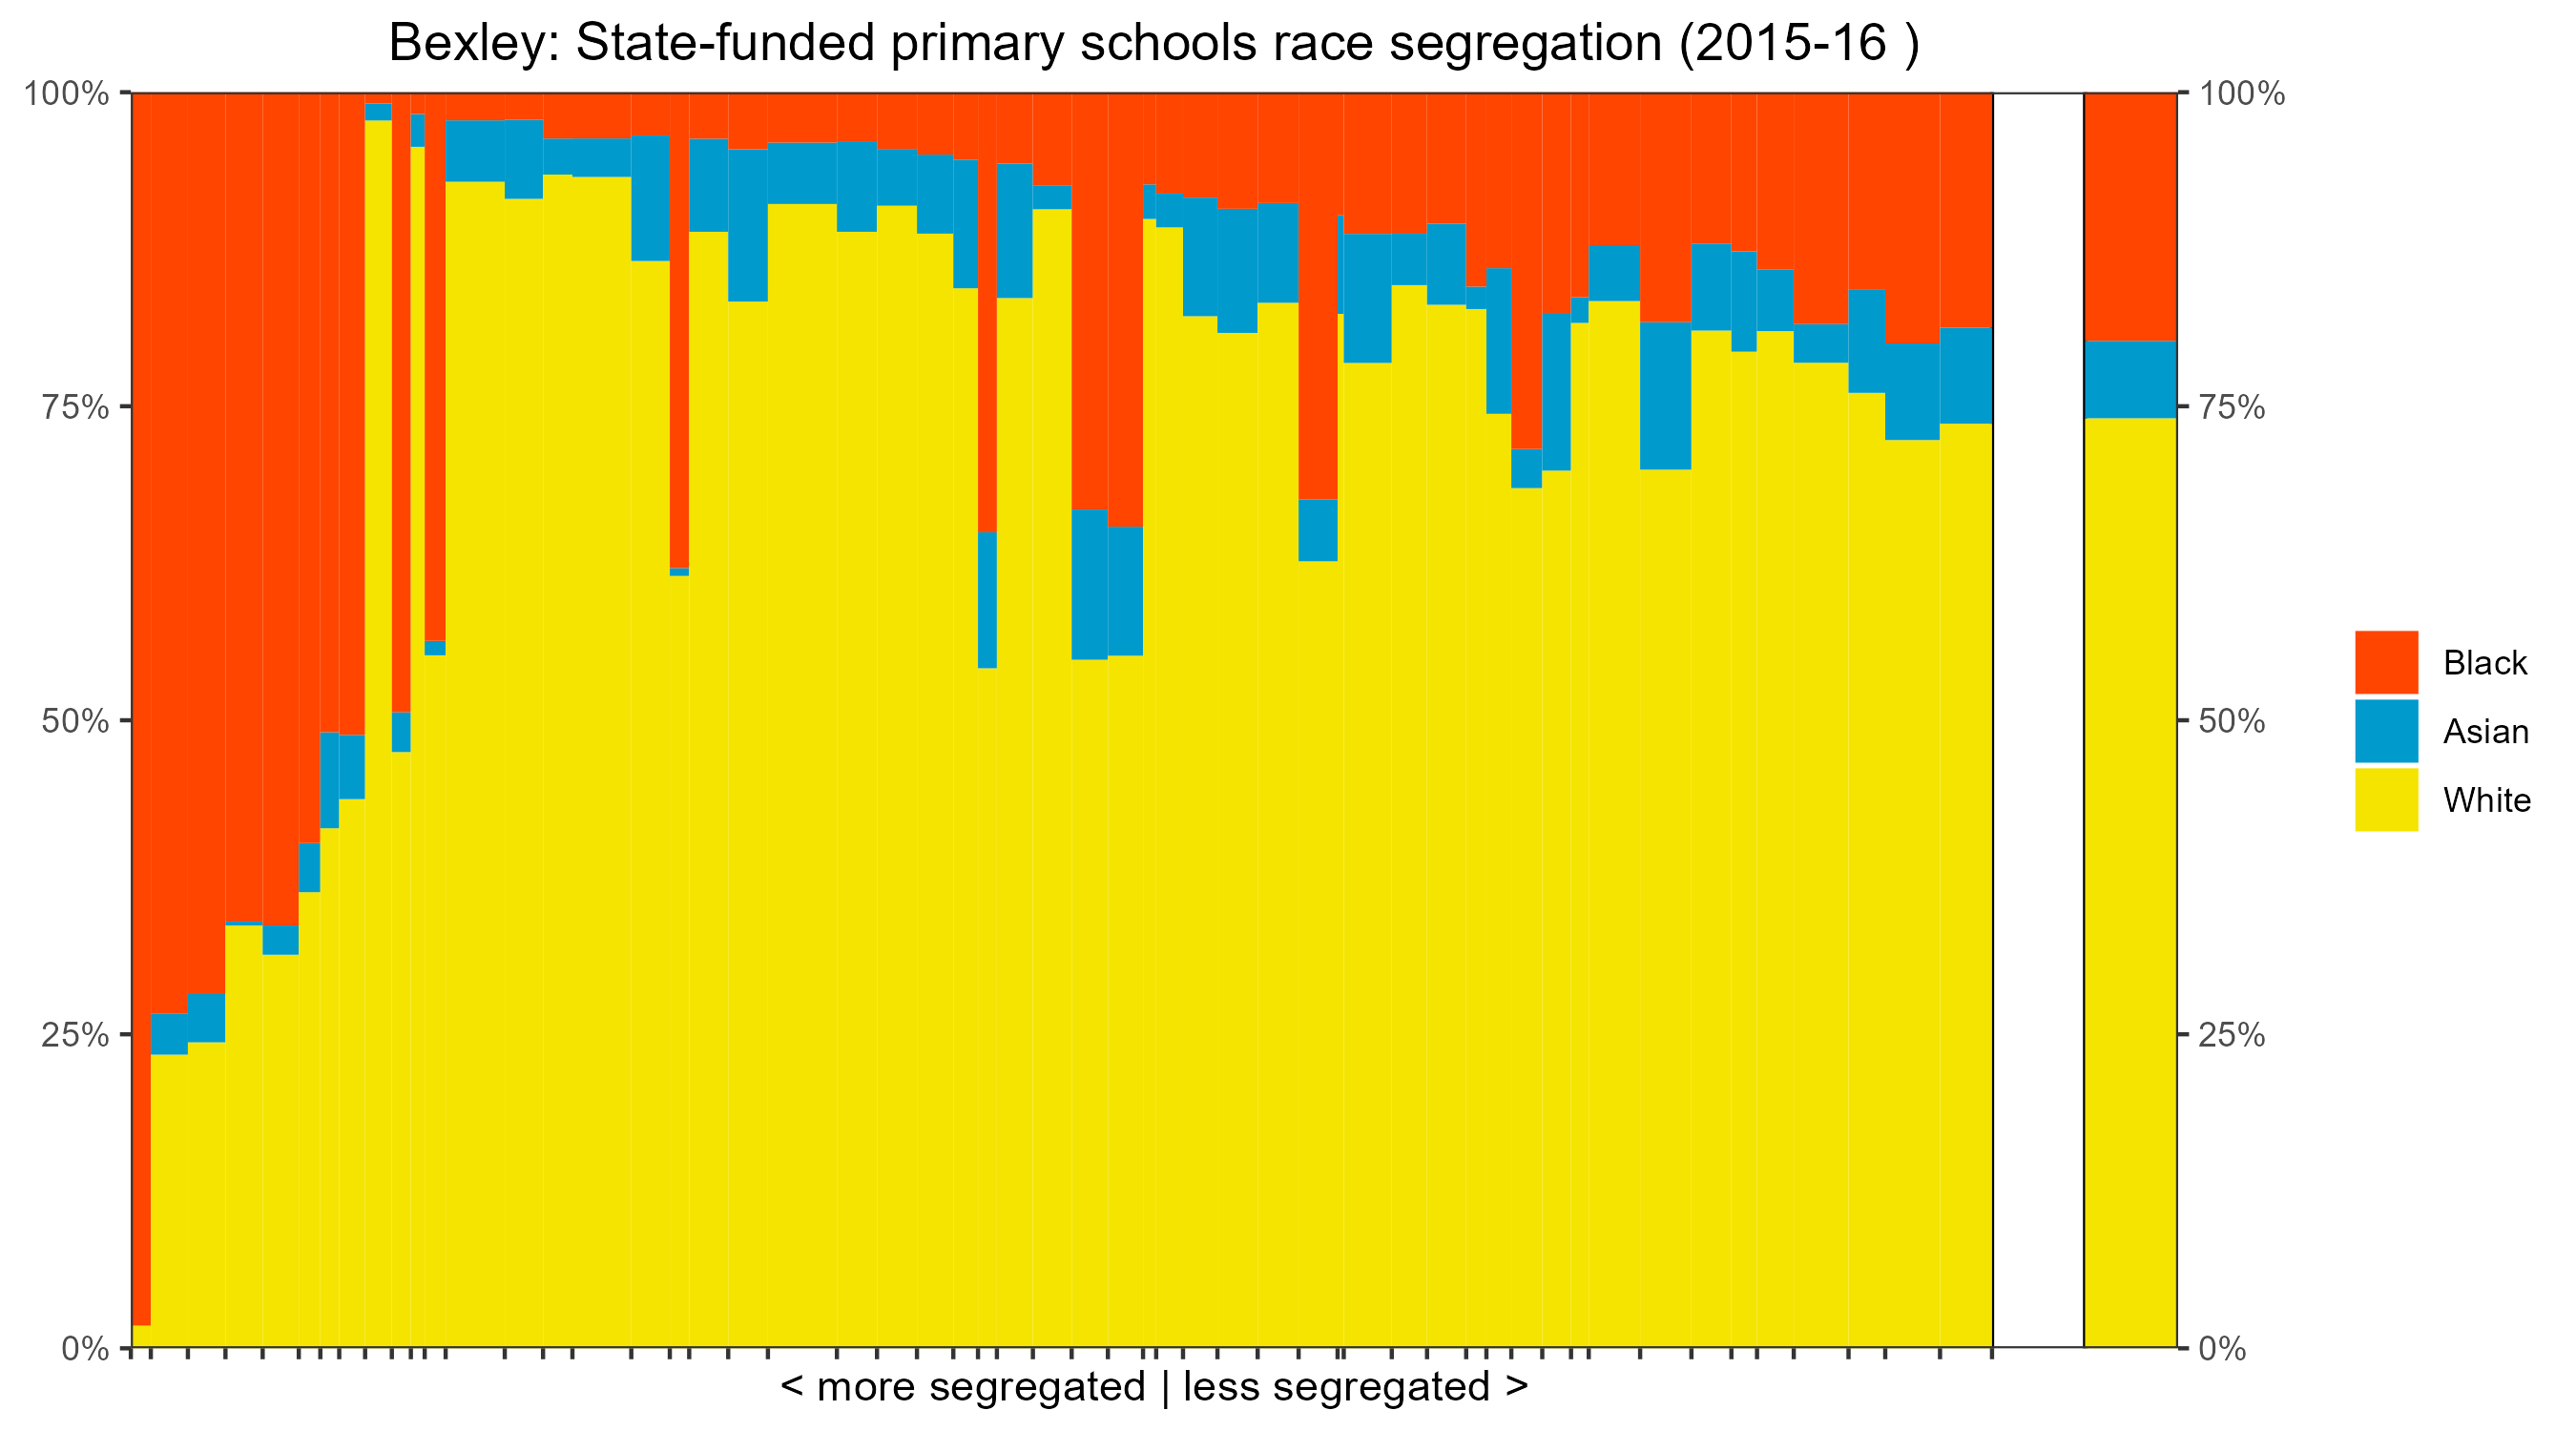 Bexley: State-funded primary schools race segregation (2015-16 )
100%
75%
50%
25%
0%
100%
75%
50%
25%
0%
Black
Asian
White
< more segregated | less segregated >